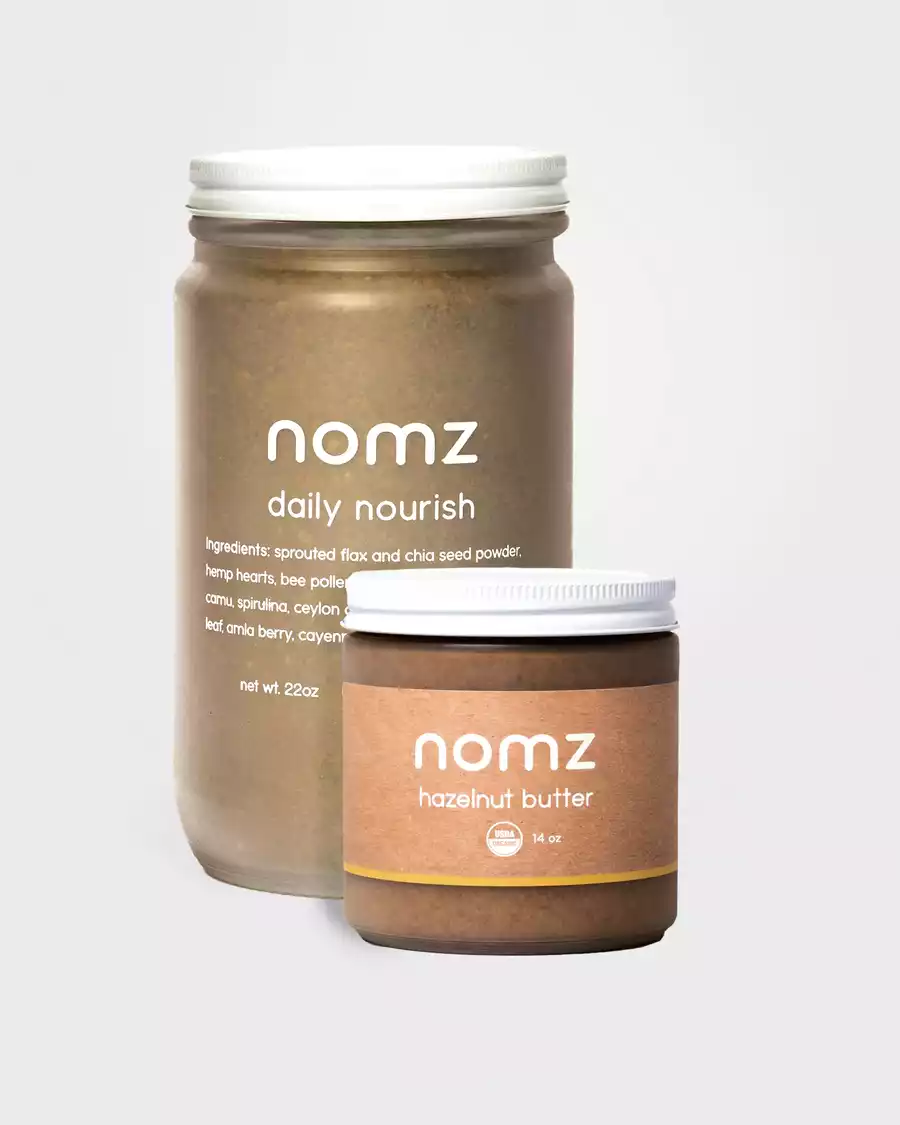 nomz
daily nourish
Ingredients: sprouted flax and chia seed powder,
hemp hearts, bee pollen
camu, spirulina, ceylon
leaf, amla berry, cayenn
net wt. 22oz
nomz
hazelnut butter
USDA
ORGANIC
14 oz